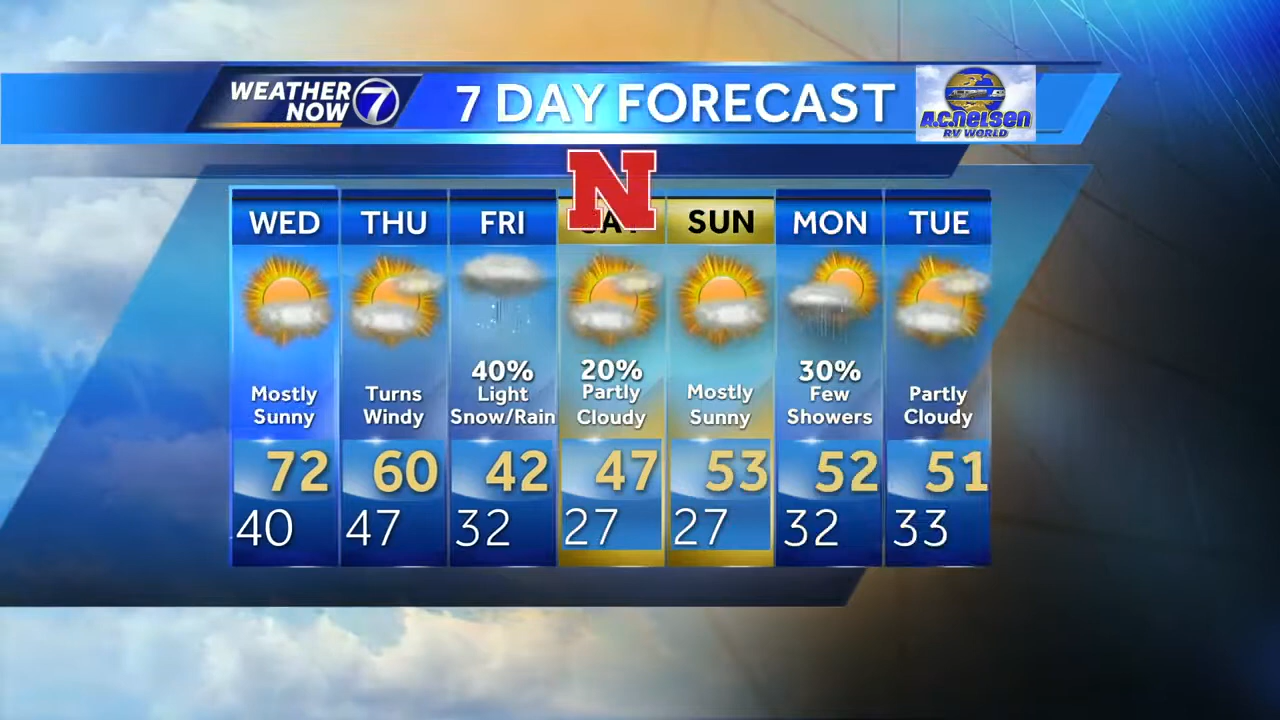 WEATHER
NOW 7
7 DAY FORECAST
A.C.Nelsen
RV WORLD
N
WED THU FRI SAT SUN MON TUE
Mostly
Sunny
Turns
Windy
40%
Light
Snow/Rain
20%
Partly
Cloudy
Mostly
Sunny
30%
Few
Showers
Partly
Cloudy
72 60 42 47 53 52 51
40 47 32 27 27 32 33